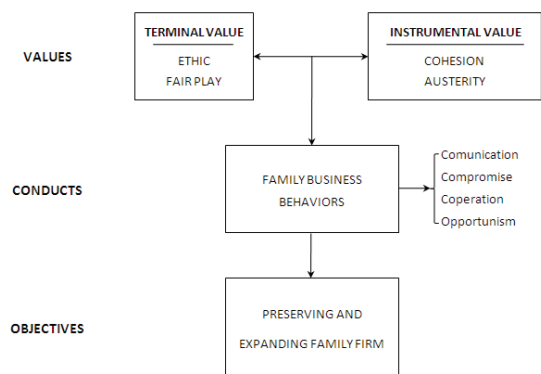 TERMINAL VALUE
INSTRUMENTAL VALUE
VALUES
ETHIC
FAIR PLAY
COHESION
AUSTERITY
CONDUCTS
FAMILY BUSINESS
BEHAVIORS
Comunication
Compromise
Coperation
Opportunism
OBJECTIVES
PRESERVING AND
EXPANDING FAMILY FIRM